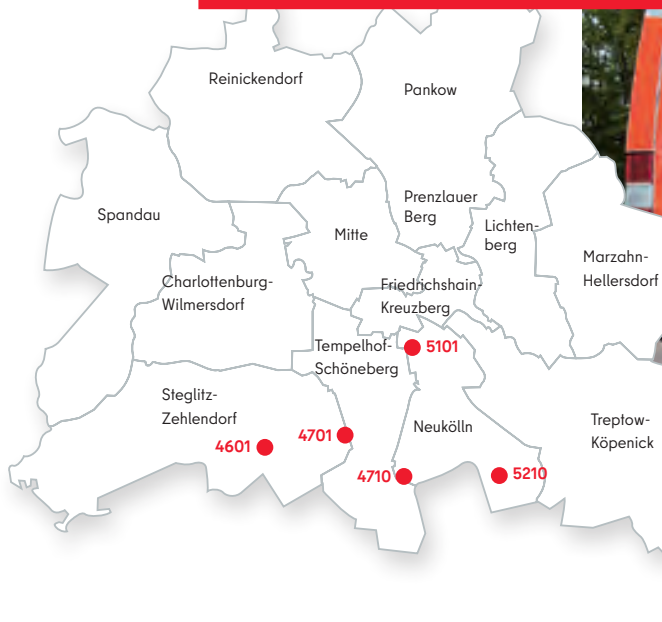 Reinickendorf
Pankow
Spandau
Prenzlauer
Berg
Mitte
Lichten-
berg
Marzahn-
Hellersdorf
Charlottenburg-
Wilmersdorf
Friedrichshain-
Kreuzberg
Tempelhof-
Schöneberg
5101
Steglitz-
Zehlendorf
4601
4701
Neukölln
Treptow-
Köpenick
4710
5210